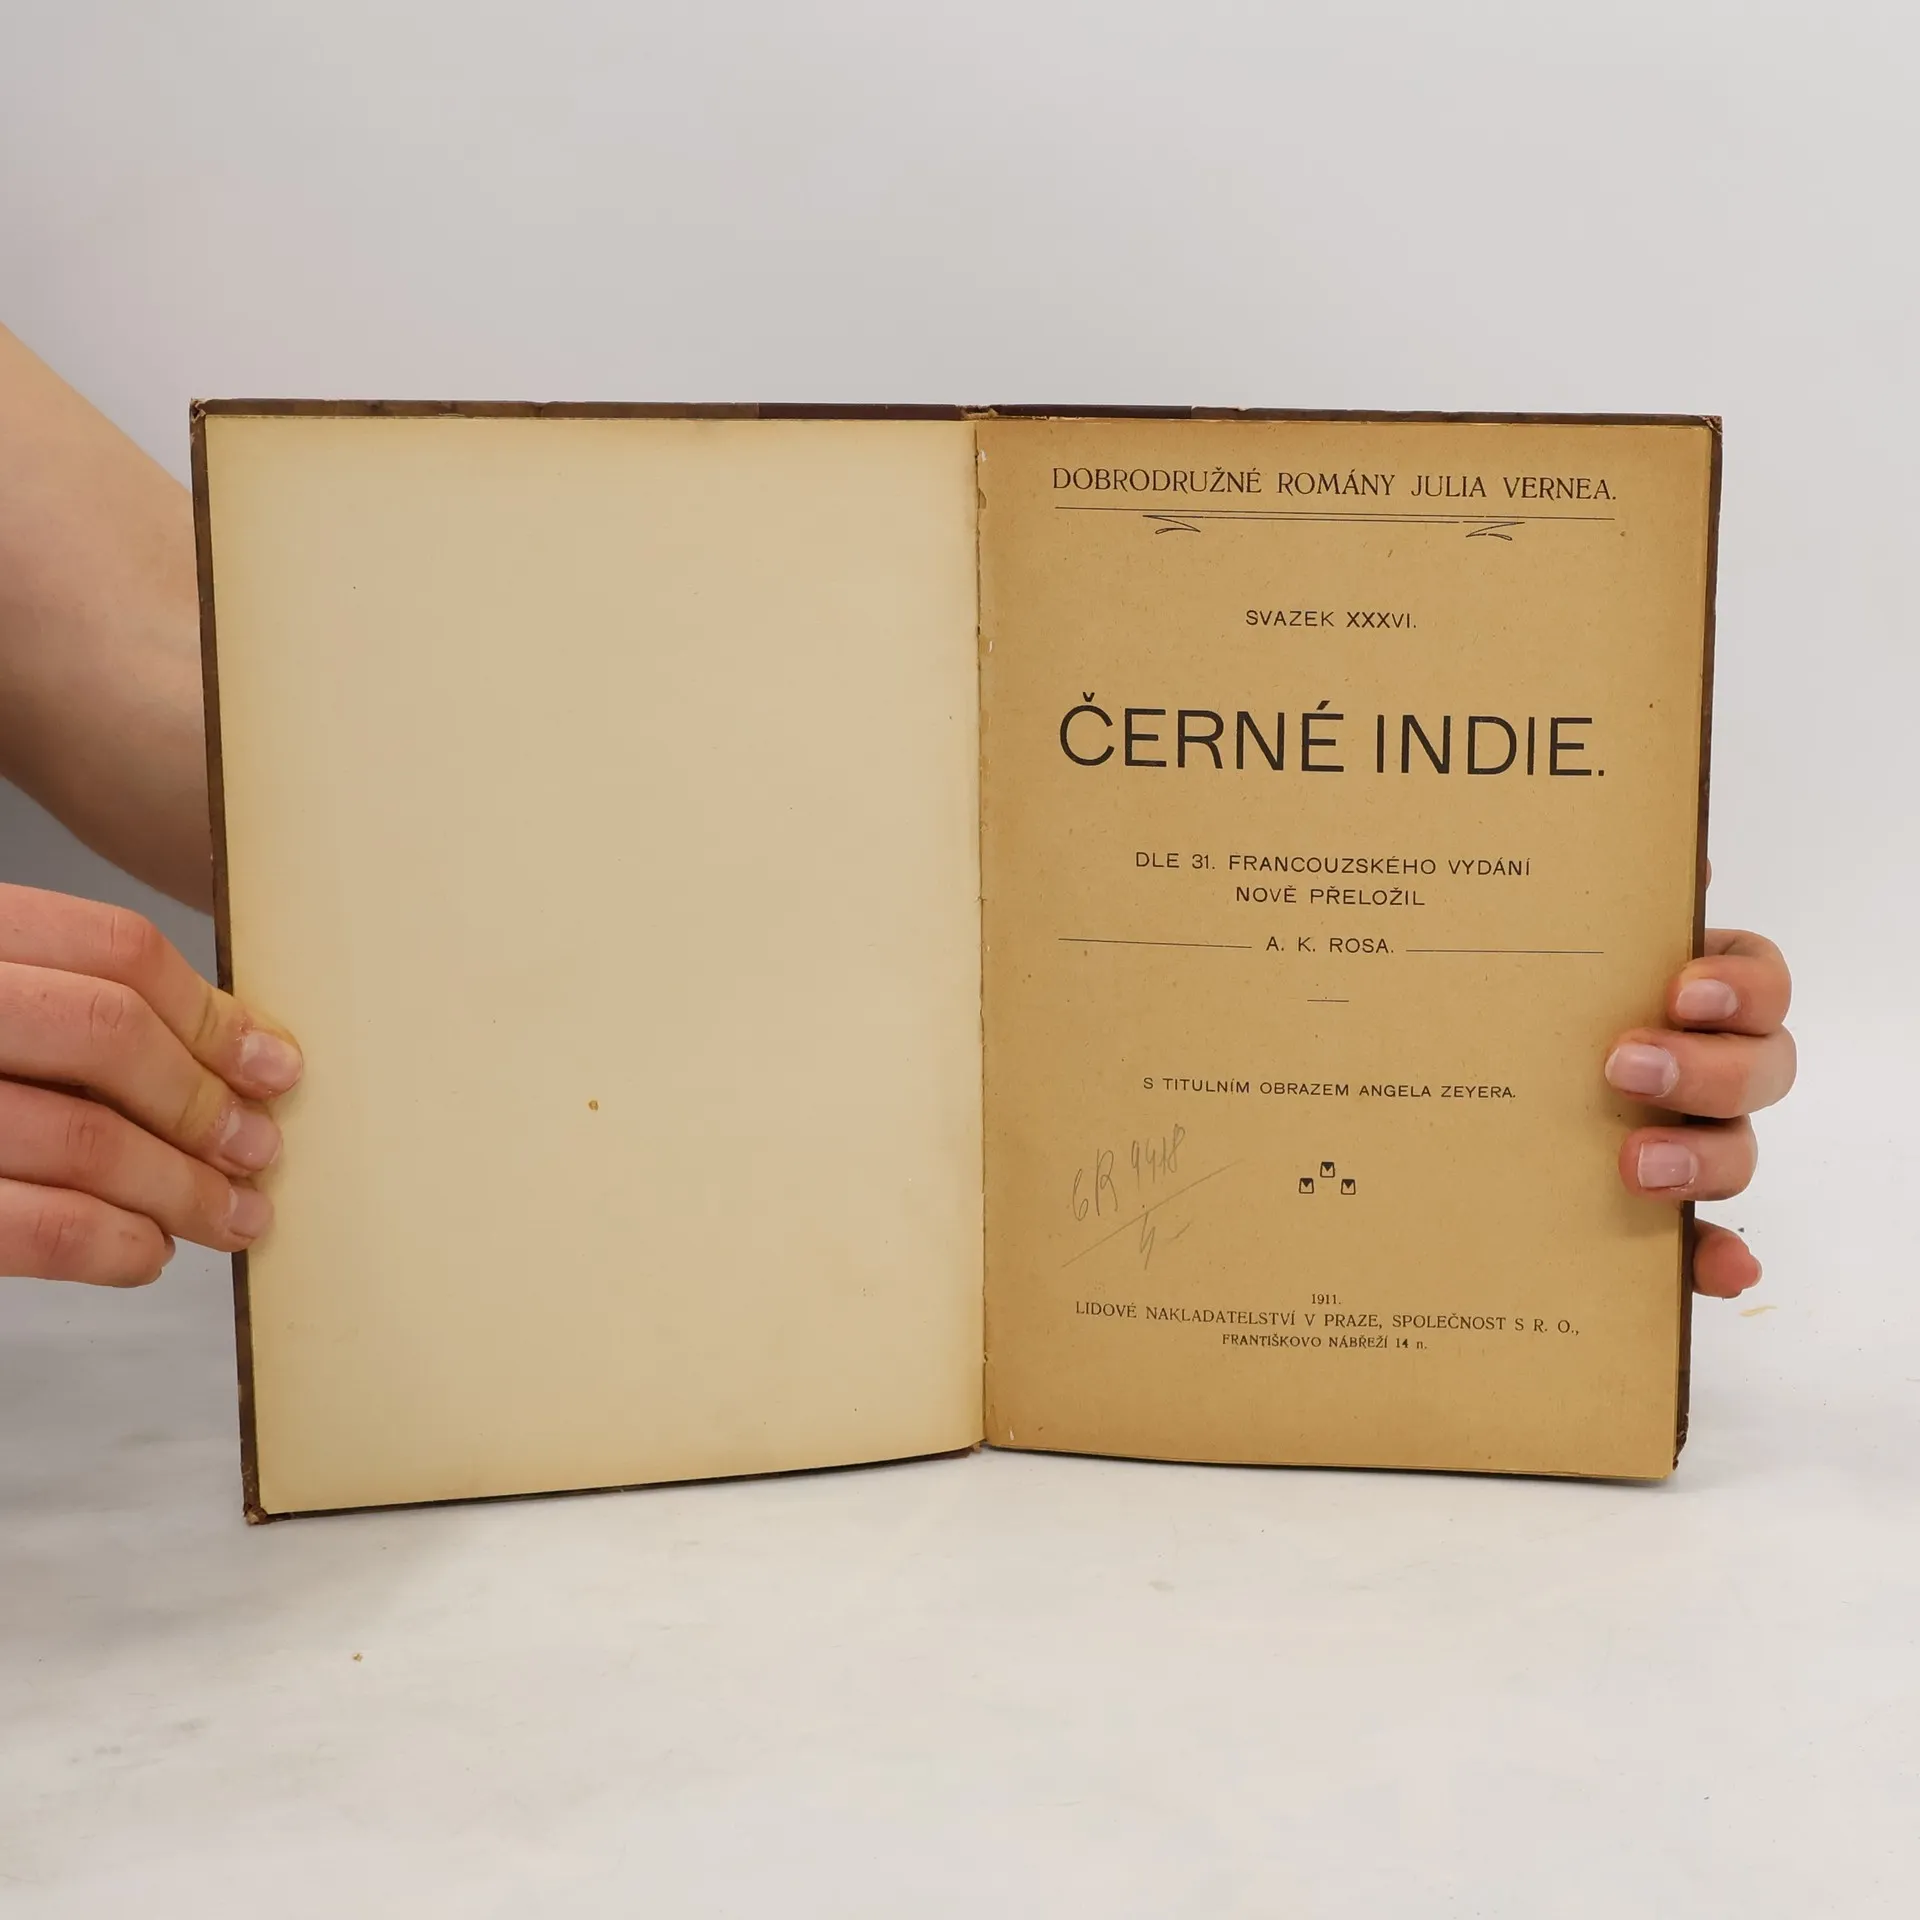 DOBRODRUŽNÉ ROMÁNY JULIA VERNEA.
SVAZEK XXXVI.
ČERNÉ INDIE.
DLE 31. FRANCOUZSKÉHO VYDÁNÍ
NOVĚ PŘELOŽIL
A. K. ROSA.
S TITULNÍM OBRAZEM ANGELA ZEYERA.
1911.
LIDOVÉ NAKLADATELSTVÍ V PRAZE, SPOLEČNOST S R. O.,
FRANTIŠKOVO NÁBŘEŽÍ 14 n.